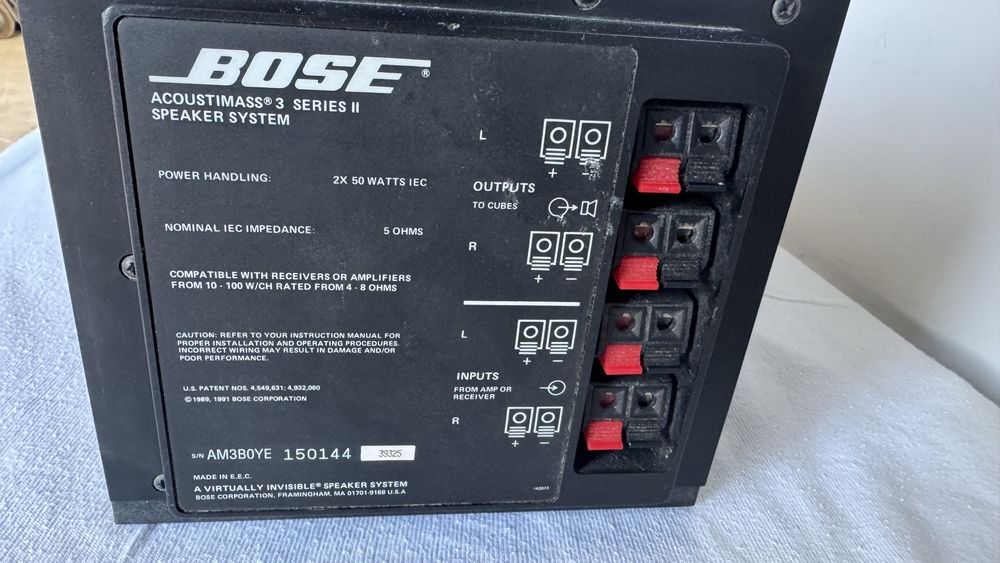 BOSE®
ACOUSTIMASS® 3 SERIES II
SPEAKER SYSTEM
POWER HANDLING: 2X 50 WATTS IEC
NOMINAL IEC IMPEDANCE: 5 OHMS
COMPATIBLE WITH RECEIVERS OR AMPLIFIERS
FROM 10 - 100 W/CH RATED FROM 4 - 8 OHMS
CAUTION: REFER TO YOUR INSTRUCTION MANUAL FOR
PROPER INSTALLATION AND OPERATING PROCEDURES.
INCORRECT WIRING MAY RESULT IN DAMAGE AND/OR
POOR PERFORMANCE.
U.S. PATENT NOS. 4,549,631; 4,932,060
©1989, 1991 BOSE CORPORATION
S/N AM3B0YE 150144 39325
MADE IN E.E.C.
A VIRTUALLY INVISIBLE® SPEAKER SYSTEM
BOSE CORPORATION, FRAMINGHAM, MA 01701-9168 U.S.A
L
+ −
OUTPUTS
TO CUBES
R
+ −
L
+ −
INPUTS
FROM AMP OR
RECEIVER
R
+ −